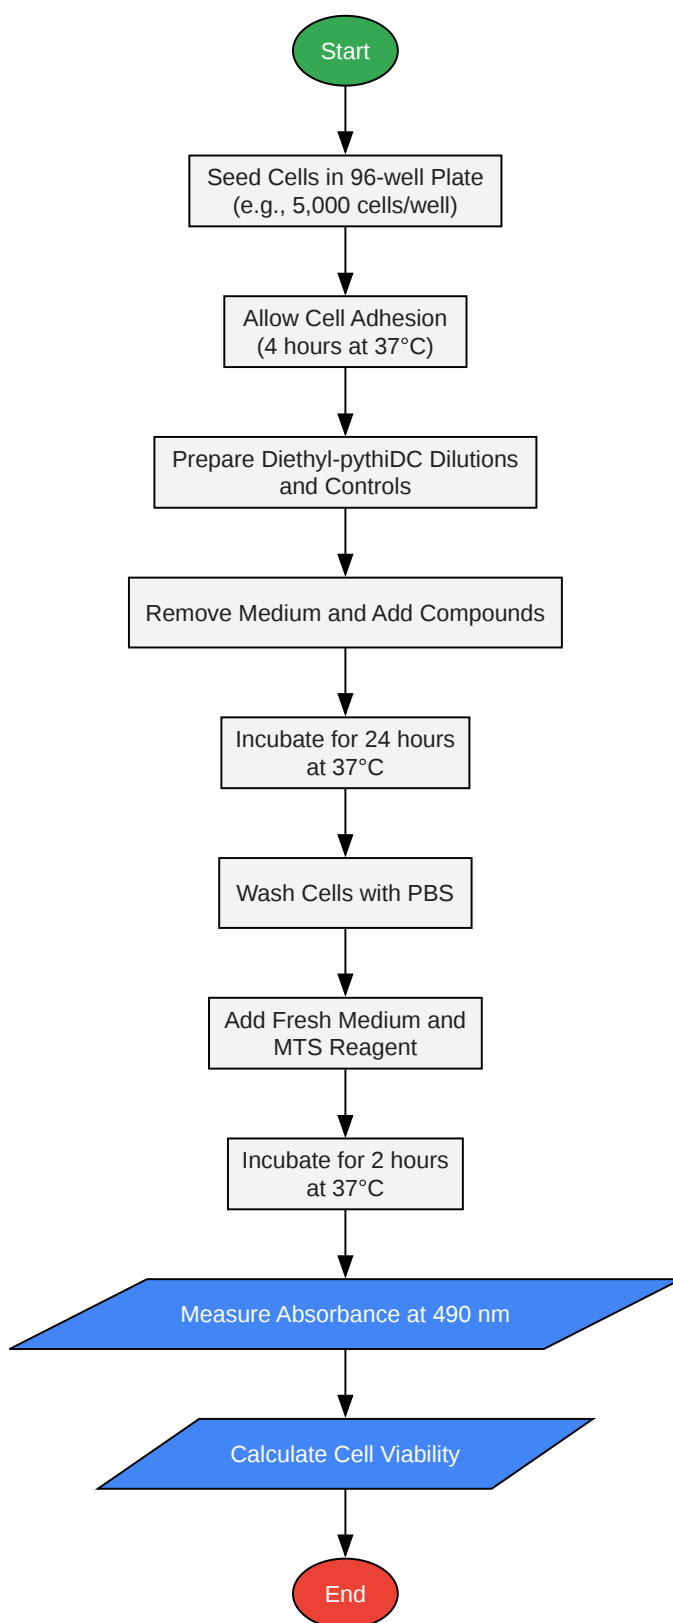 Start
Seed Cells in 96-well Plate
(e.g., 5,000 cells/well)
Allow Cell Adhesion
(4 hours at 37°C)
Prepare Diethyl-pythiDC Dilutions
and Controls
Remove Medium and Add Compounds
Incubate for 24 hours
at 37°C
Wash Cells with PBS
Add Fresh Medium and
MTS Reagent
Incubate for 2 hours
at 37°C
Measure Absorbance at 490 nm
Calculate Cell Viability
End